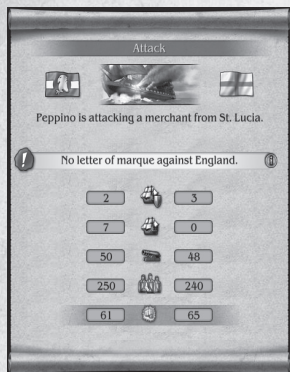 Attack
Peppino is attacking a merchant from St. Lucia.
No letter of marque against England.
2 3
7 0
50 48
250 240
61 65